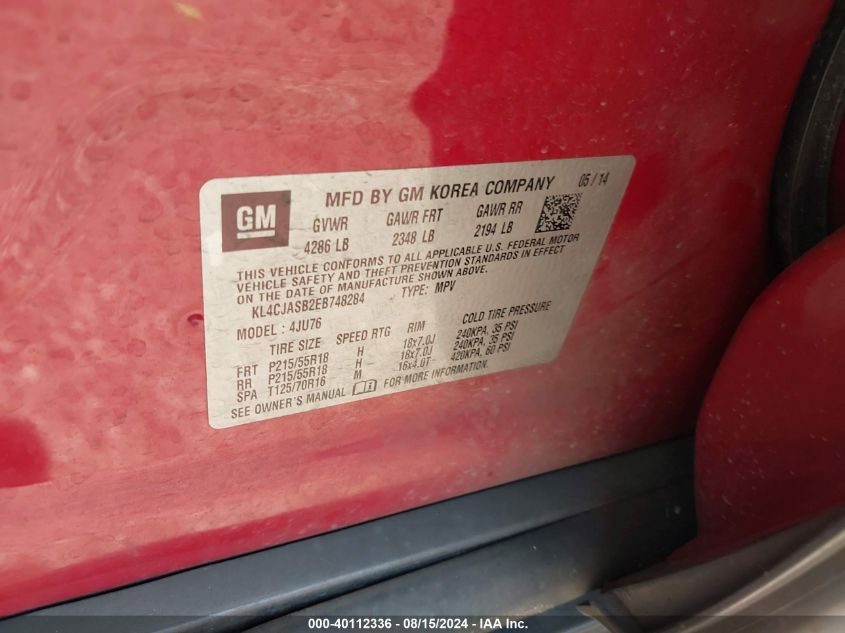 GM
MFD BY GM KOREA COMPANY 05/14
GVWR GAWR FRT GAWR RR
4286 LB 2348 LB 2194 LB
THIS VEHICLE CONFORMS TO ALL APPLICABLE U.S. FEDERAL MOTOR
VEHICLE SAFETY AND THEFT PREVENTION STANDARDS IN EFFECT
ON THE DATE OF MANUFACTURE SHOWN ABOVE.
KL4CJASB2EB748284 TYPE: MPV
MODEL : 4JU76
TIRE SIZE SPEED RTG RIM COLD TIRE PRESSURE
FRT P215/55R18 H 18x7.0J 240KPA, 35 PSI
RR P215/55R18 H 18x7.0J 240KPA, 35 PSI
SPA T125/70R16 M 16x4.0T 420KPA, 60 PSI
SEE OWNER'S MANUAL FOR MORE INFORMATION.
000-40112336 - 08/15/2024 - IAA Inc.